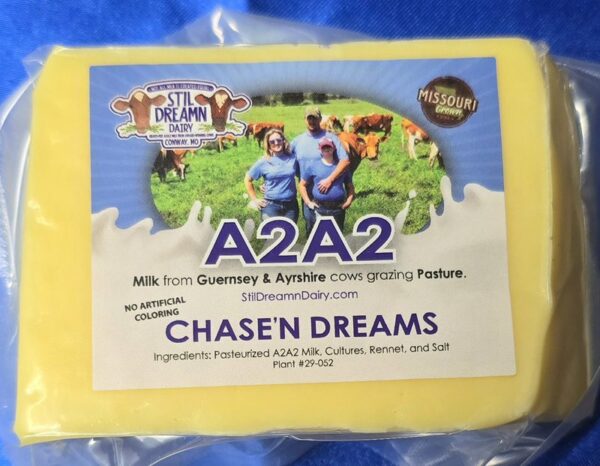 STIL
DREAMN
DAIRY
CONWAY, MO
MISSOURI
Grown
A2A2
Milk from Guernsey & Ayrshire cows grazing Pasture.
StilDreamnDairy.com
NO ARTIFICIAL
COLORING
CHASE'N DREAMS
Ingredients: Pasteurized A2A2 Milk, Cultures, Rennet, and Salt
Plant #29-052